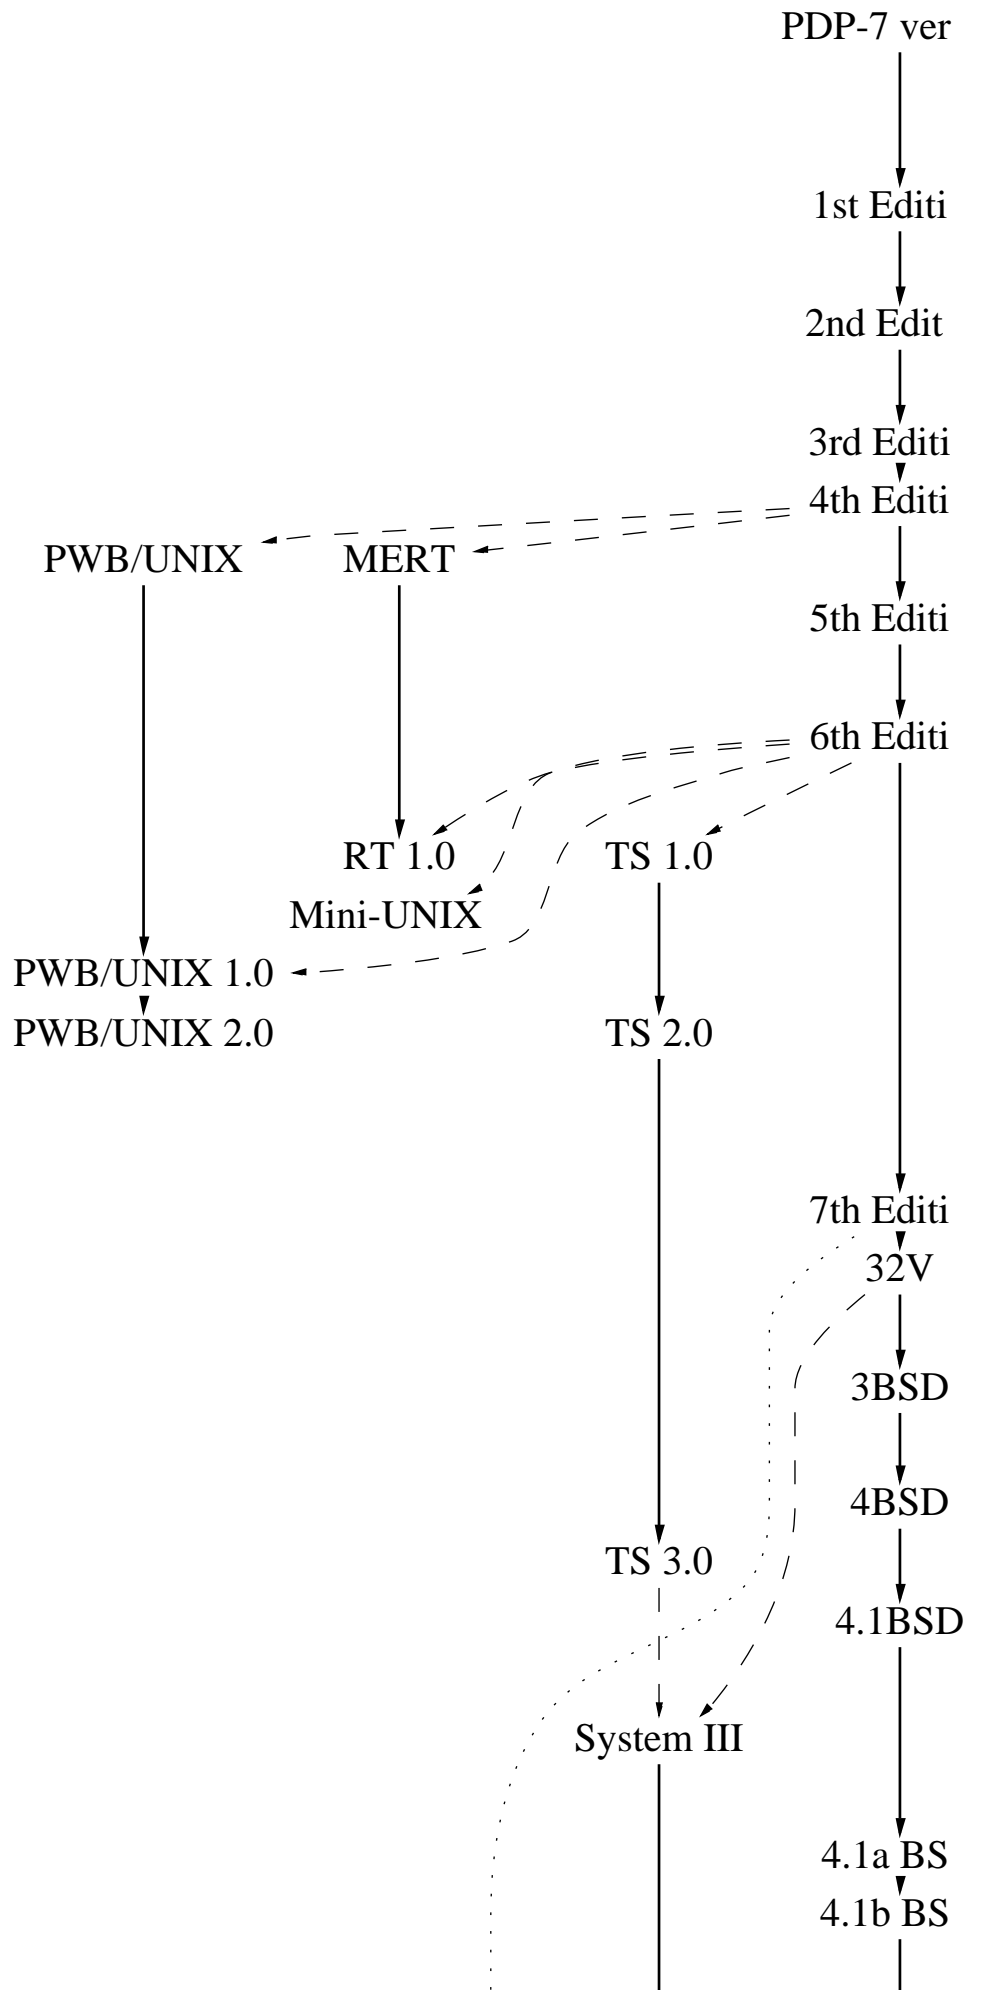 PDP-7 ver
1st Editi
2nd Edit
3rd Editi
4th Editi
PWB/UNIX
MERT
5th Editi
6th Editi
RT 1.0
TS 1.0
Mini-UNIX
PWB/UNIX 1.0
PWB/UNIX 2.0
TS 2.0
7th Editi
32V
3BSD
4BSD
TS 3.0
4.1BSD
System III
4.1a BS
4.1b BS